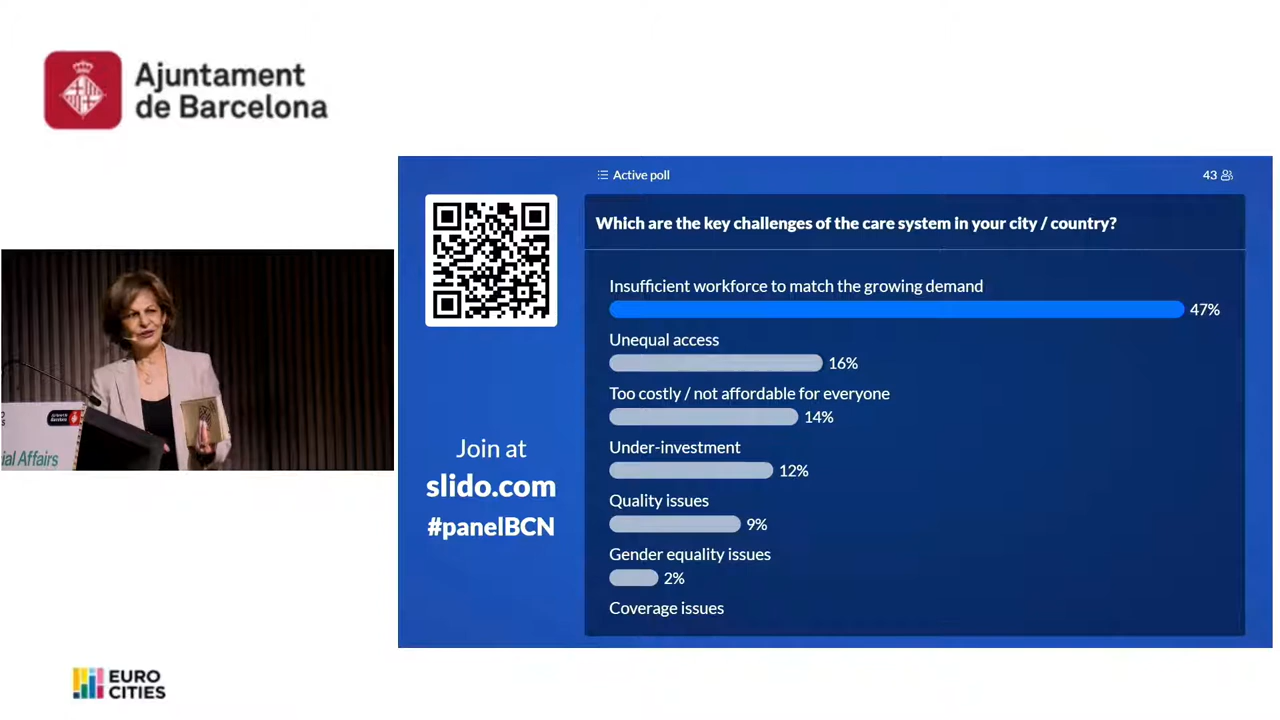 Ajuntament
de Barcelona
Active poll
43
Which are the key challenges of the care system in your city / country?
Insufficient workforce to match the growing demand
47%
Unequal access
16%
Too costly / not affordable for everyone
14%
Under-investment
12%
Quality issues
9%
Gender equality issues
2%
Coverage issues
Join at
slido.com
#panelBCN
ial Affairs
EURO
CITIES